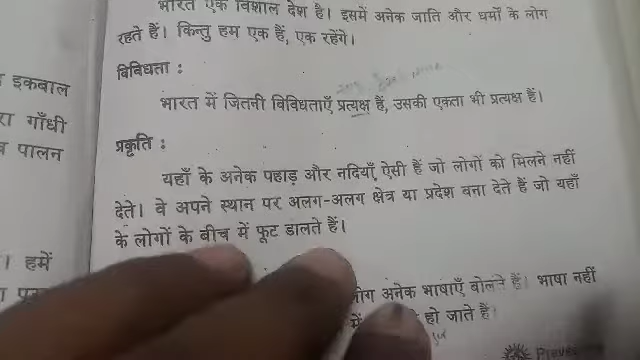 भारत एक विशाल देश है। इसमें अनेक जाति और धर्मों के लोग
रहते हैं। किन्तु हम एक हैं, एक रहेंगे।
विविधता :
भारत में जितनी विविधताएँ प्रत्यक्ष हैं, उसकी एकता भी प्रत्यक्ष हैं।
प्रकृति :
यहाँ के अनेक पहाड़ और नदियाँ ऐसी हैं जो लोगों को मिलने नहीं
देते। वे अपने स्थान पर अलग-अलग क्षेत्र या प्रदेश बना देते हैं जो यहाँ
के लोगों के बीच में फूट डालते हैं।
लोग अनेक भाषाएँ बोलते हैं। भाषा नहीं
में हो जाते हैं।
इकबाल
गाँधी
पालन
। हमें